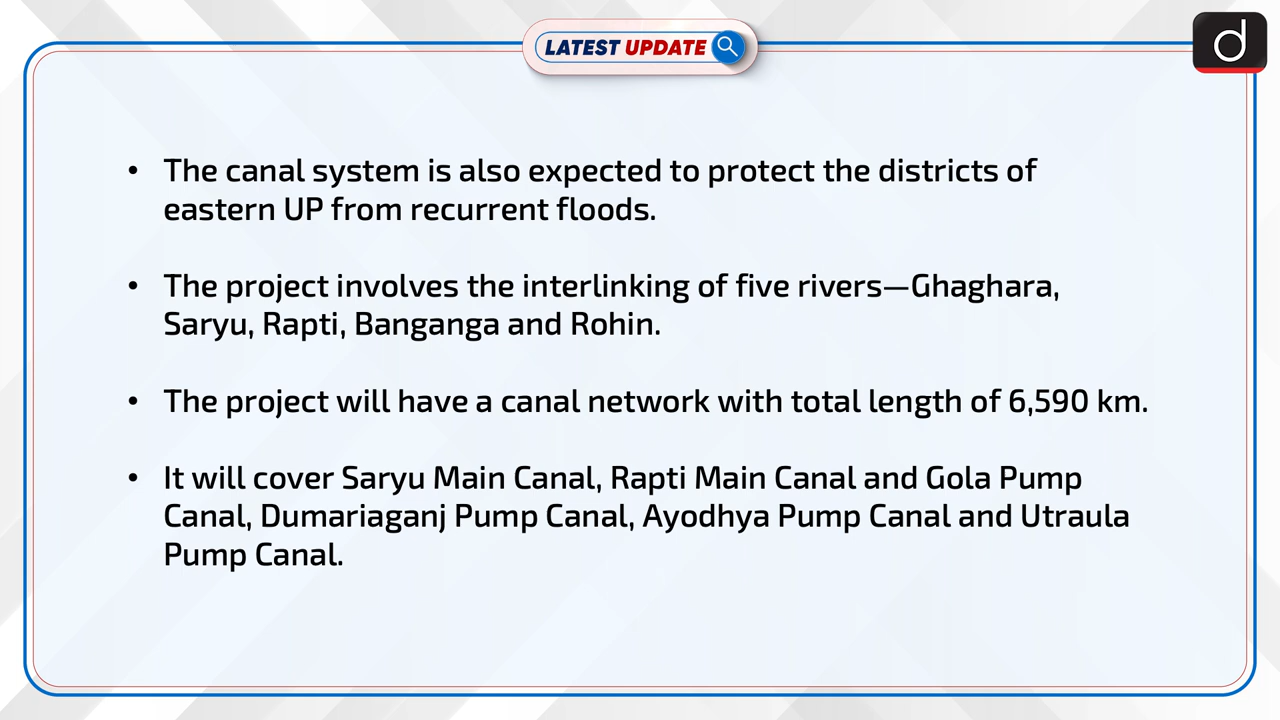 LATEST UPDATE
d
• The canal system is also expected to protect the districts of
eastern UP from recurrent floods.
• The project involves the interlinking of five rivers—Ghaghara,
Saryu, Rapti, Banganga and Rohin.
• The project will have a canal network with total length of 6,590 km.
• It will cover Saryu Main Canal, Rapti Main Canal and Gola Pump
Canal, Dumariaganj Pump Canal, Ayodhya Pump Canal and Utraula
Pump Canal.